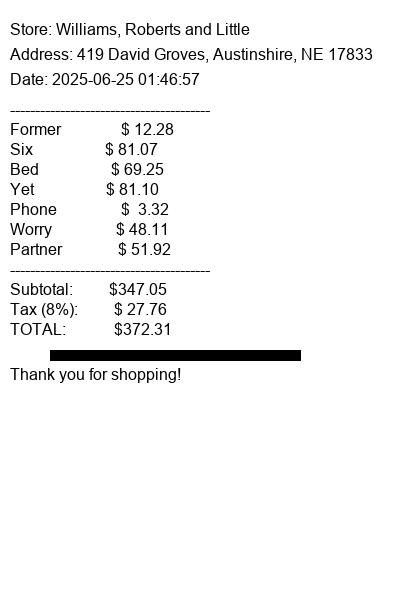 Store: Williams, Roberts and Little
Address: 419 David Groves, Austinshire, NE 17833
Date: 2025-06-25 01:46:57
----------------------------------------
Former $ 12.28
Six $ 81.07
Bed $ 69.25
Yet $ 81.10
Phone $ 3.32
Worry $ 48.11
Partner $ 51.92
----------------------------------------
Subtotal: $347.05
Tax (8%): $ 27.76
TOTAL: $372.31
Thank you for shopping!